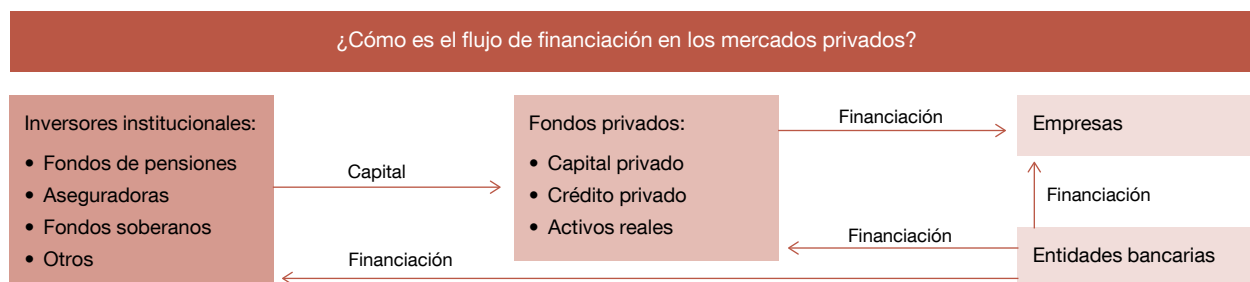 ¿Cómo es el flujo de financiación en los mercados privados?
Inversores institucionales:
• Fondos de pensiones
• Aseguradoras
• Fondos soberanos
• Otros
Capital
Fondos privados:
• Capital privado
• Crédito privado
• Activos reales
Financiación
Empresas
Financiación
Financiación
Entidades bancarias
Financiación